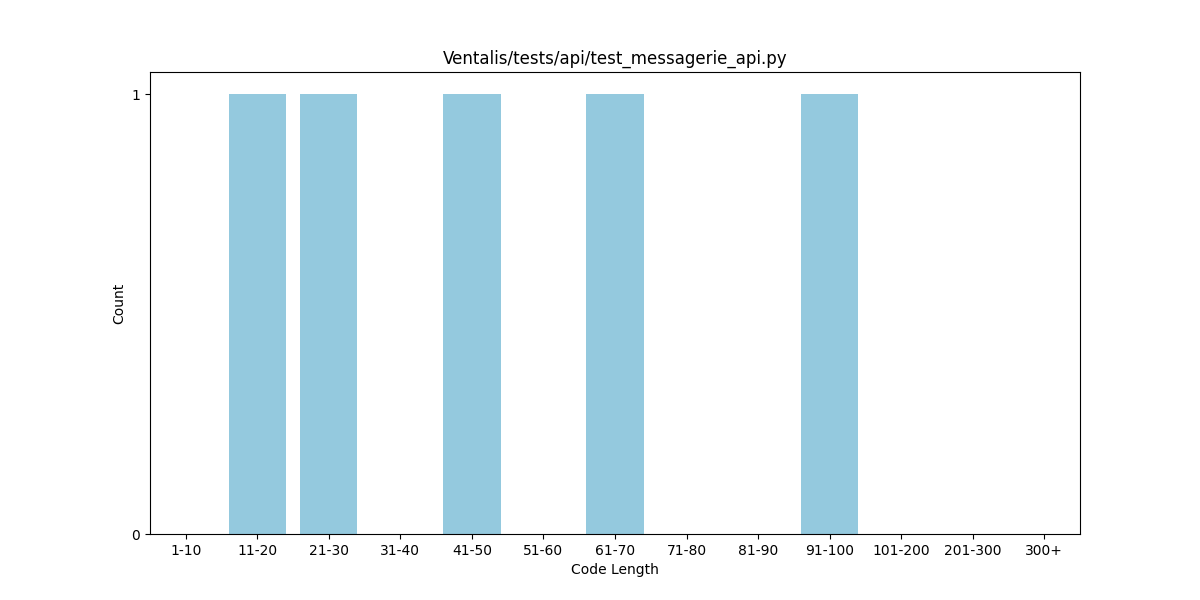 Ventalis/tests/api/test_messagerie_api.py
1
0
Count
1-10 11-20 21-30 31-40 41-50 51-60 61-70 71-80 81-90 91-100 101-200 201-300 300+
Code Length